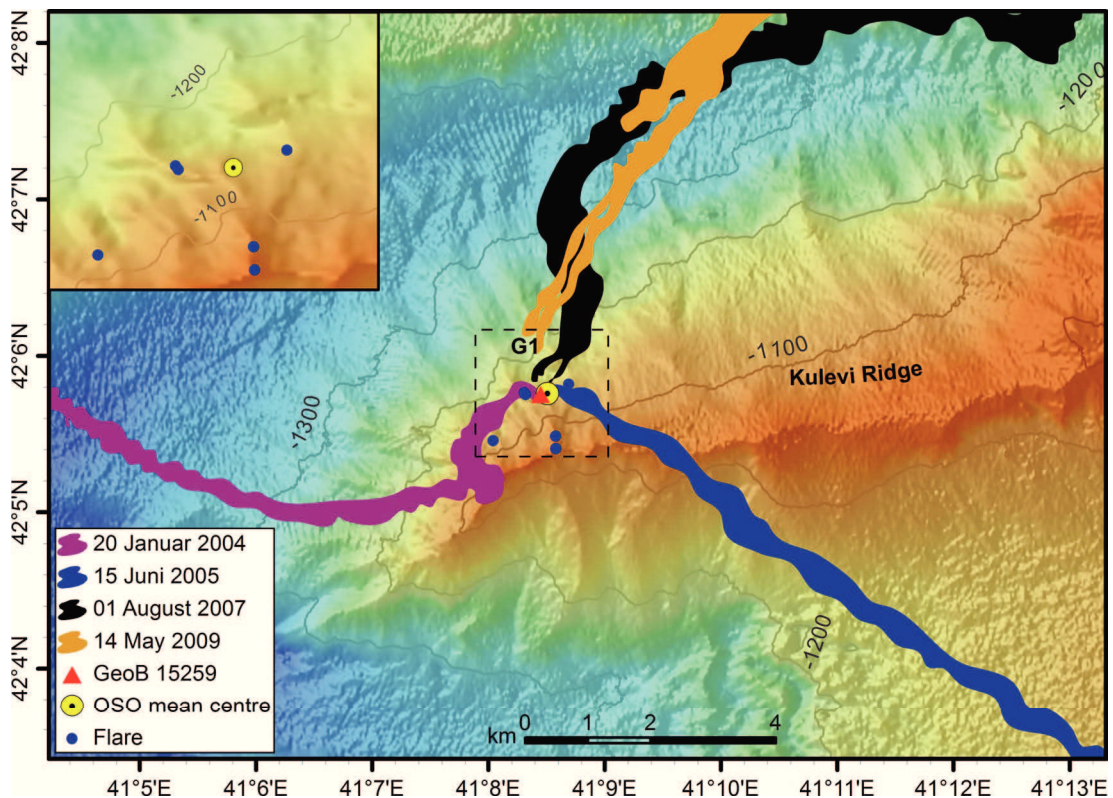 42°8'N
42°7'N
42°6'N
42°5'N
42°4'N
-1200
-1100
-1200
-1100
Kulevi Ridge
G1
-1300
-1200
20 Januar 2004
15 Juni 2005
01 August 2007
14 May 2009
GeoB 15259
OSO mean centre
Flare
0 1 2 4
km
41°5'E 41°6'E 41°7'E 41°8'E 41°9'E 41°10'E 41°11'E 41°12'E 41°13'E